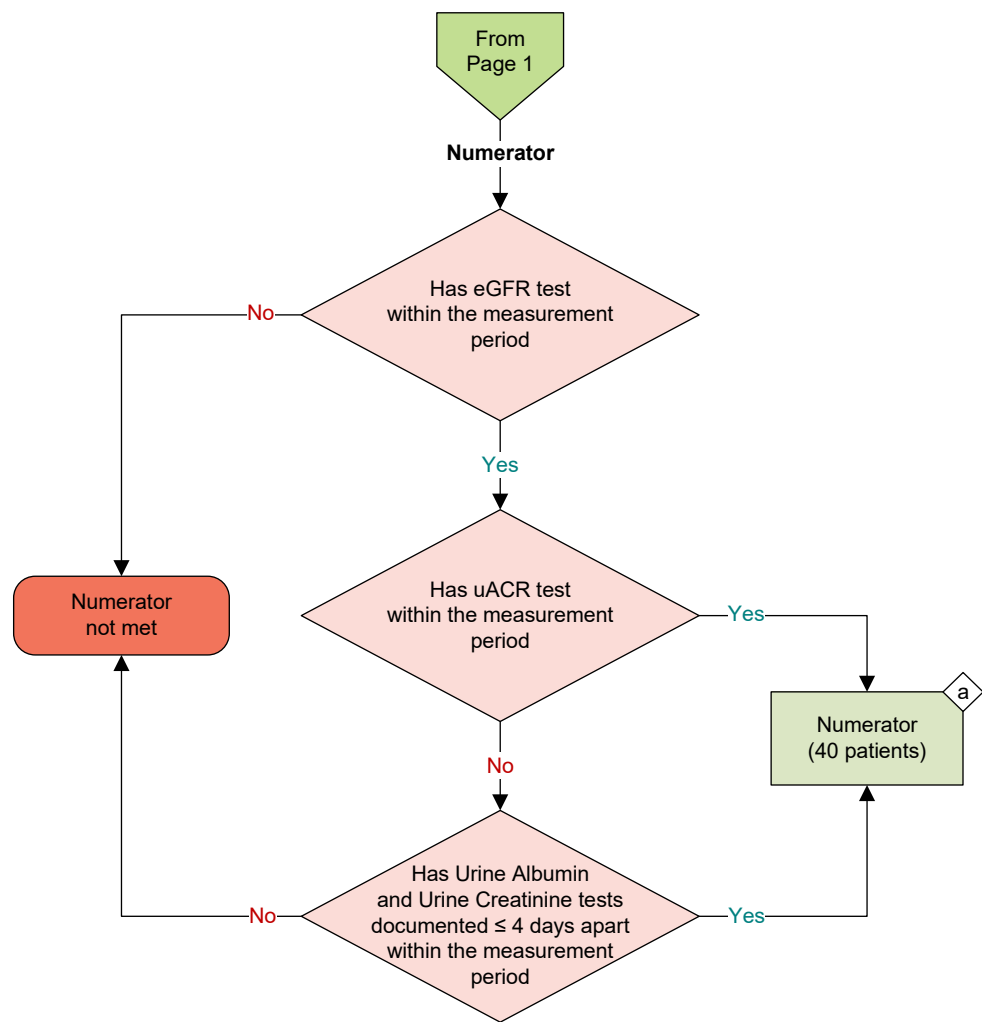 From
Page 1
Numerator
Has eGFR test
within the measurement
period
No
Yes
Has uACR test
within the measurement
period
Yes
Numerator
not met
a
Numerator
(40 patients)
No
Has Urine Albumin
and Urine Creatinine tests
documented ≤ 4 days apart
within the measurement
period
No
Yes